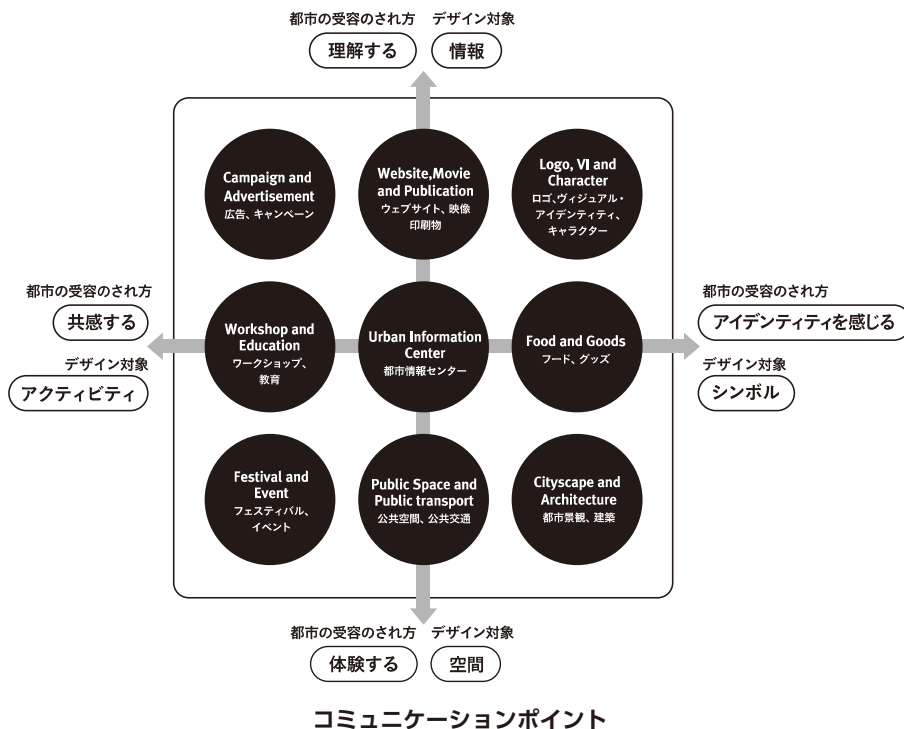 都市の受容のされ方 デザイン対象
理解する 情報
Campaign and
Advertisement
広告、キャンペーン
Website,Movie
and Publication
ウェブサイト、映像
印刷物
Logo, VI and
Character
ロゴ、ヴィジュアル・
アイデンティティ、
キャラクター
都市の受容のされ方
共感する
デザイン対象
アクティビティ
Workshop and
Education
ワークショップ、
教育
Urban Information
Center
都市情報センター
Food and Goods
フード、グッズ
都市の受容のされ方
アイデンティティを感じる
デザイン対象
シンボル
Festival and
Event
フェスティバル、
イベント
Public Space and
Public transport
公共空間、公共交通
Cityscape and
Architecture
都市景観、建築
都市の受容のされ方 デザイン対象
体験する 空間
コミュニケーションポイント